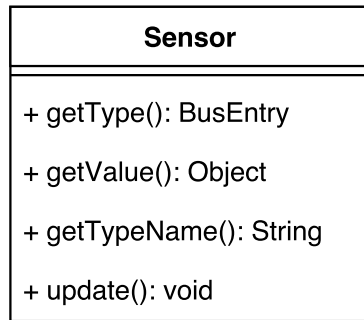 Sensor
+ getType(): BusEntry
+ getValue(): Object
+ getTypeName(): String
+ update(): void